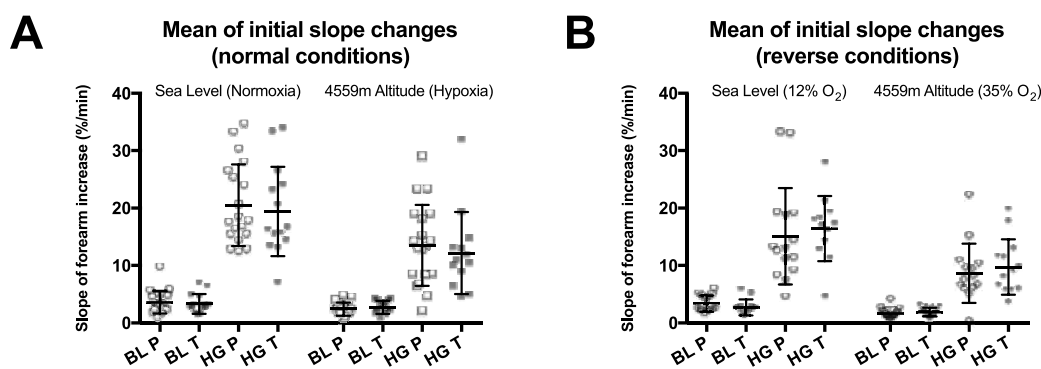 A
Mean of initial slope changes
(normal conditions)
Sea Level (Normoxia)
4559m Altitude (Hypoxia)
Slope of forearm increase (%/min)
40
30
20
10
0
BL P
BL T
HG P
HG T
BL P
BL T
HG P
HG T
B
Mean of initial slope changes
(reverse conditions)
Sea Level (12% O₂)
4559m Altitude (35% O₂)
Slope of forearm increase (%/min)
40
30
20
10
0
BL P
BL T
HG P
HG T
BL P
BL T
HG P
HG T